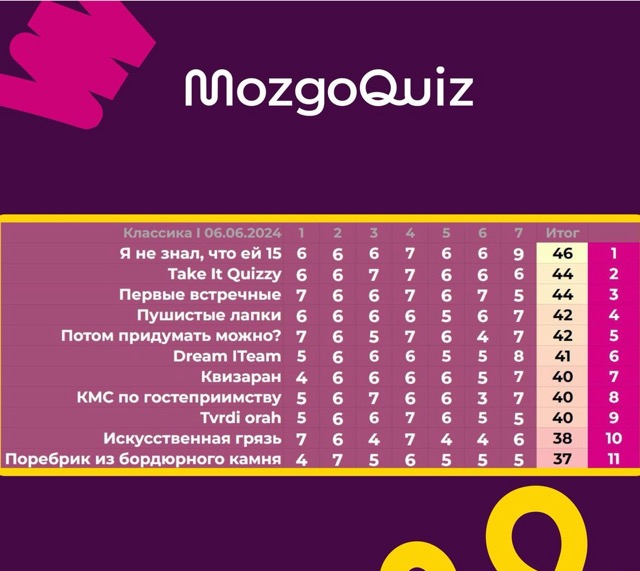 MozgoQuiz
Классика I 06.06.2024 1 2 3 4 5 6 7 Итог
Я не знал, что ей 15 6 6 6 7 6 6 9 46 1
Take It Quizzy 6 6 7 7 6 6 6 44 2
Первые встречные 7 6 6 7 6 7 5 44 3
Пушистые лапки 6 6 6 6 5 6 7 42 4
Потом придумать можно? 7 6 5 7 6 4 7 42 5
Dream ITeam 5 6 6 6 5 5 8 41 6
Квизаран 4 6 6 6 6 5 7 40 7
КМС по гостеприимству 5 6 7 6 6 3 7 40 8
Tvrdi orah 5 6 6 7 6 5 5 40 9
Искусственная грязь 7 6 4 7 4 4 6 38 10
Поребрик из бордюрного камня 4 7 5 6 5 5 5 37 11